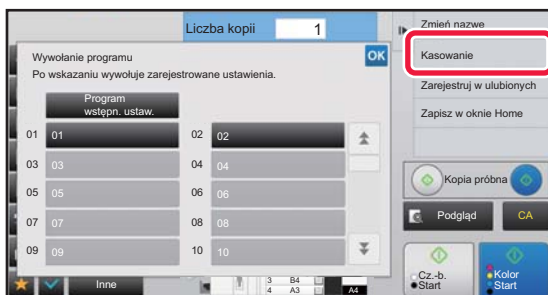 Liczba kopii 1
Zmień nazwe
Kasowanie
Zarejestruj w ulubionych
Zapisz w oknie Home
Wywołanie programu
OK
Po wskazaniu wywołuje zarejestrowane ustawienia.
Program
wstępn. ustaw.
01 01
02 02
03 03
04 04
05 05
06 06
07 07
08 08
09 09
10 10
Kopia próbna
Podgląd
CA
Cz.-b.
Start
Kolor
Start
Inne
3 B4
4 A3
A4